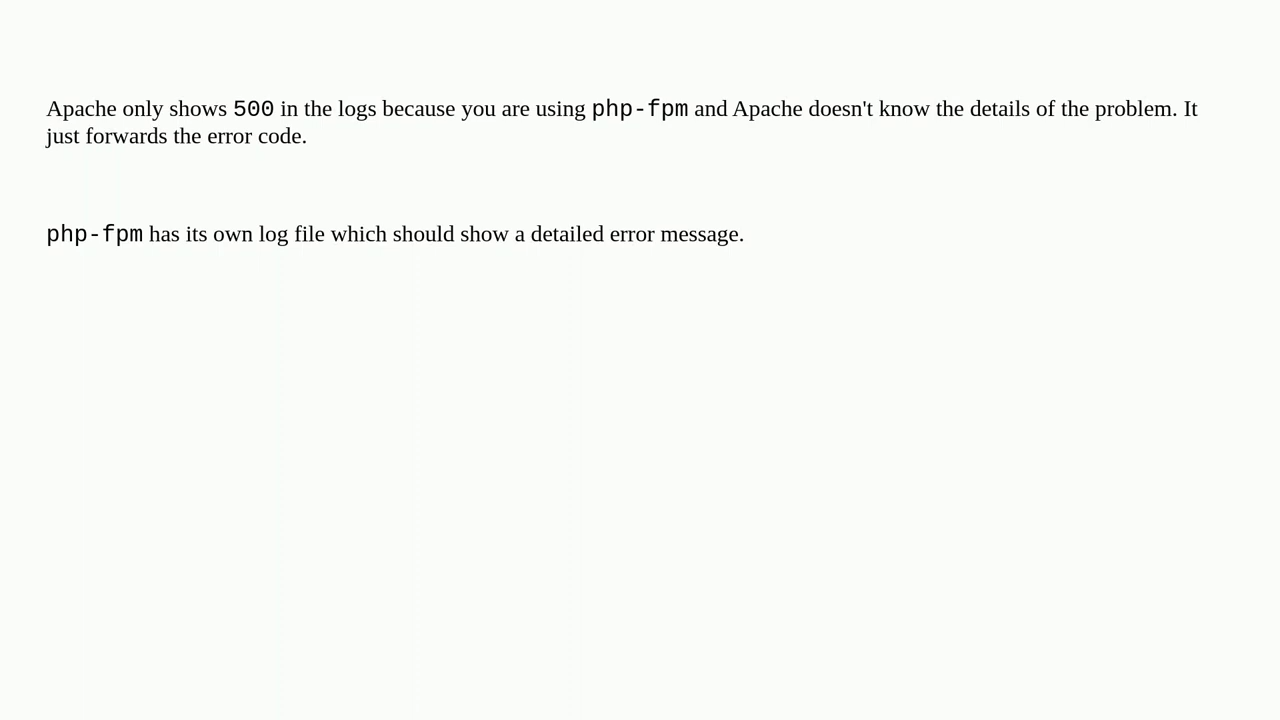 Apache only shows 500 in the logs because you are using php-fpm and Apache doesn't know the details of the problem. It
just forwards the error code.
php-fpm has its own log file which should show a detailed error message.